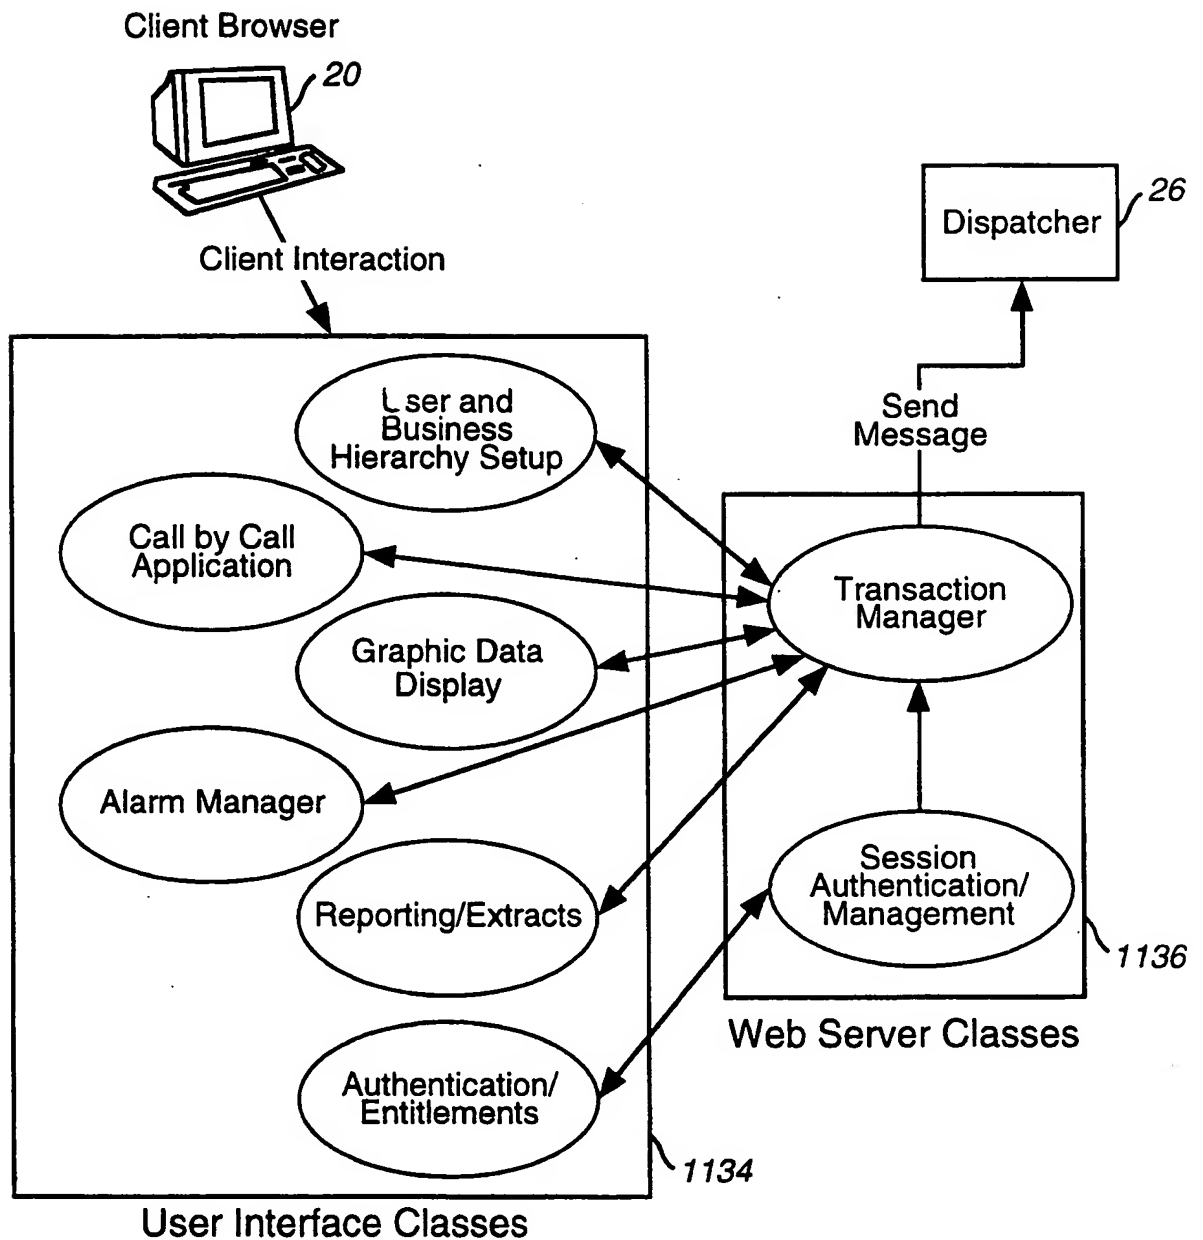 Client Browser
20
Client Interaction
Dispatcher
26
Send
Message
User and
Business
Hierarchy Setup
Call by Call
Application
Graphic Data
Display
Alarm Manager
Reporting/Extracts
Authentication/
Entitlements
1134
User Interface Classes
Transaction
Manager
Session
Authentication/
Management
1136
Web Server Classes